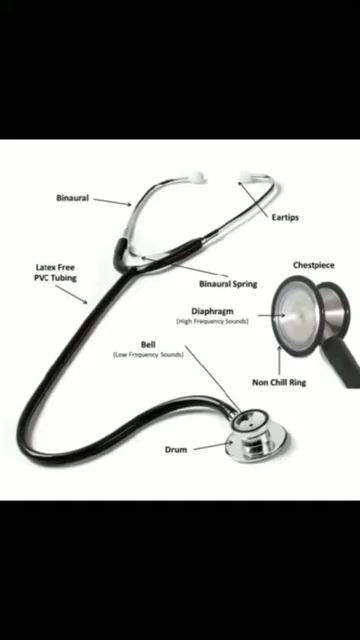 Binaural
Eartips
Latex Free
PVC Tubing
Binaural Spring
Chestpiece
Diaphragm
(High Frequency Sounds)
Bell
(Low Frequency Sounds)
Non Chill Ring
Drum